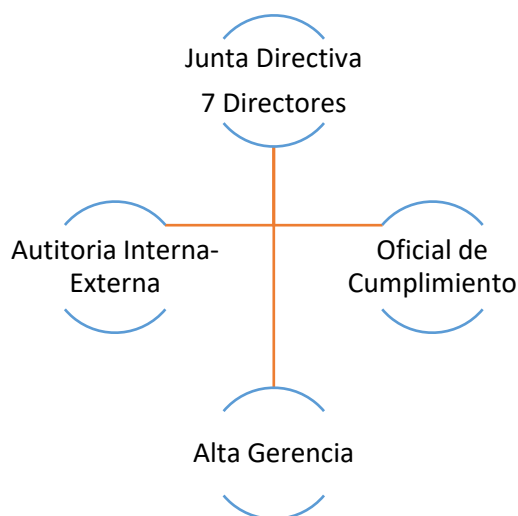 Junta Directiva
7 Directores
Autitoria Interna-
Externa
Oficial de
Cumplimiento
Alta Gerencia